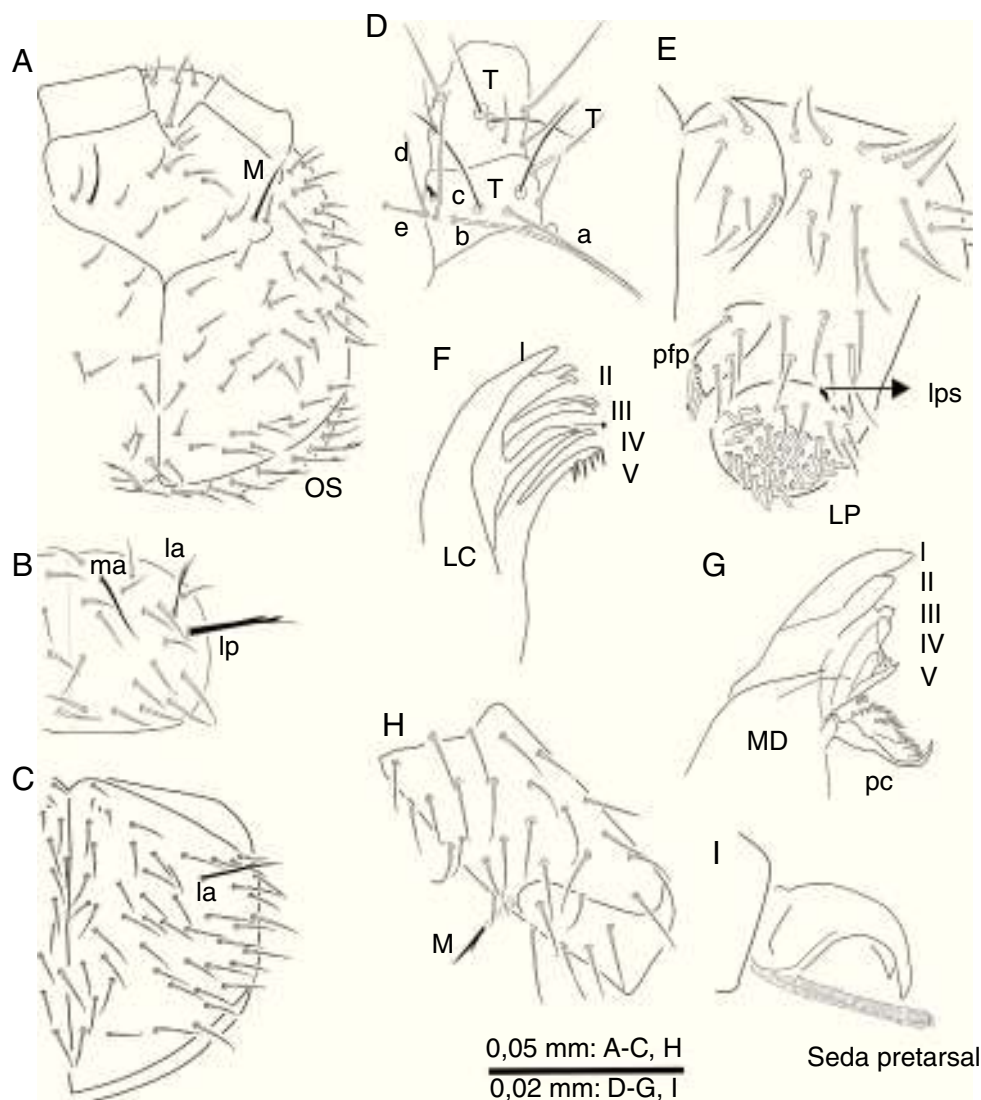 A
M
OS
B
ma
la
lp
C
la
D
T
T
T
d
c
e
b
a
E
pfp
lps
LP
F
I
II
III
IV
V
LC
G
I
II
III
IV
V
MD
pc
H
M
I
Seda pretarsal
0,05 mm: A-C, H
0,02 mm: D-G, I